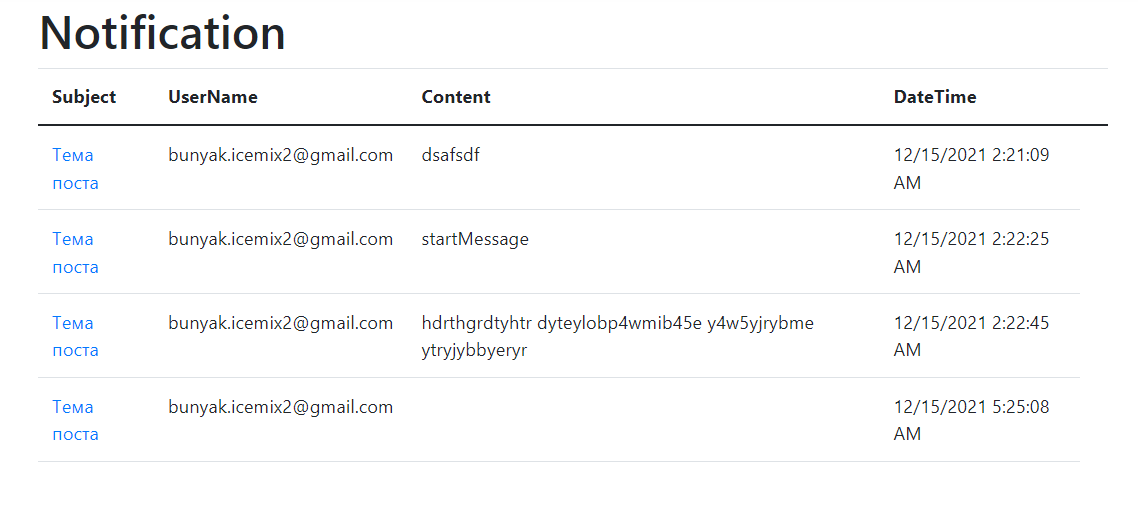 Notification
Subject UserName Content DateTime
Тема bunyak.icemix2@gmail.com dsafsdf 12/15/2021 2:21:09
поста AM
Тема bunyak.icemix2@gmail.com startMessage 12/15/2021 2:22:25
поста AM
Тема bunyak.icemix2@gmail.com hdrthgrdtyhtr dyteylobp4wmib45e y4w5yjrybme 12/15/2021 2:22:45
поста ytryjybbyeryr AM
Тема bunyak.icemix2@gmail.com 12/15/2021 5:25:08
поста AM